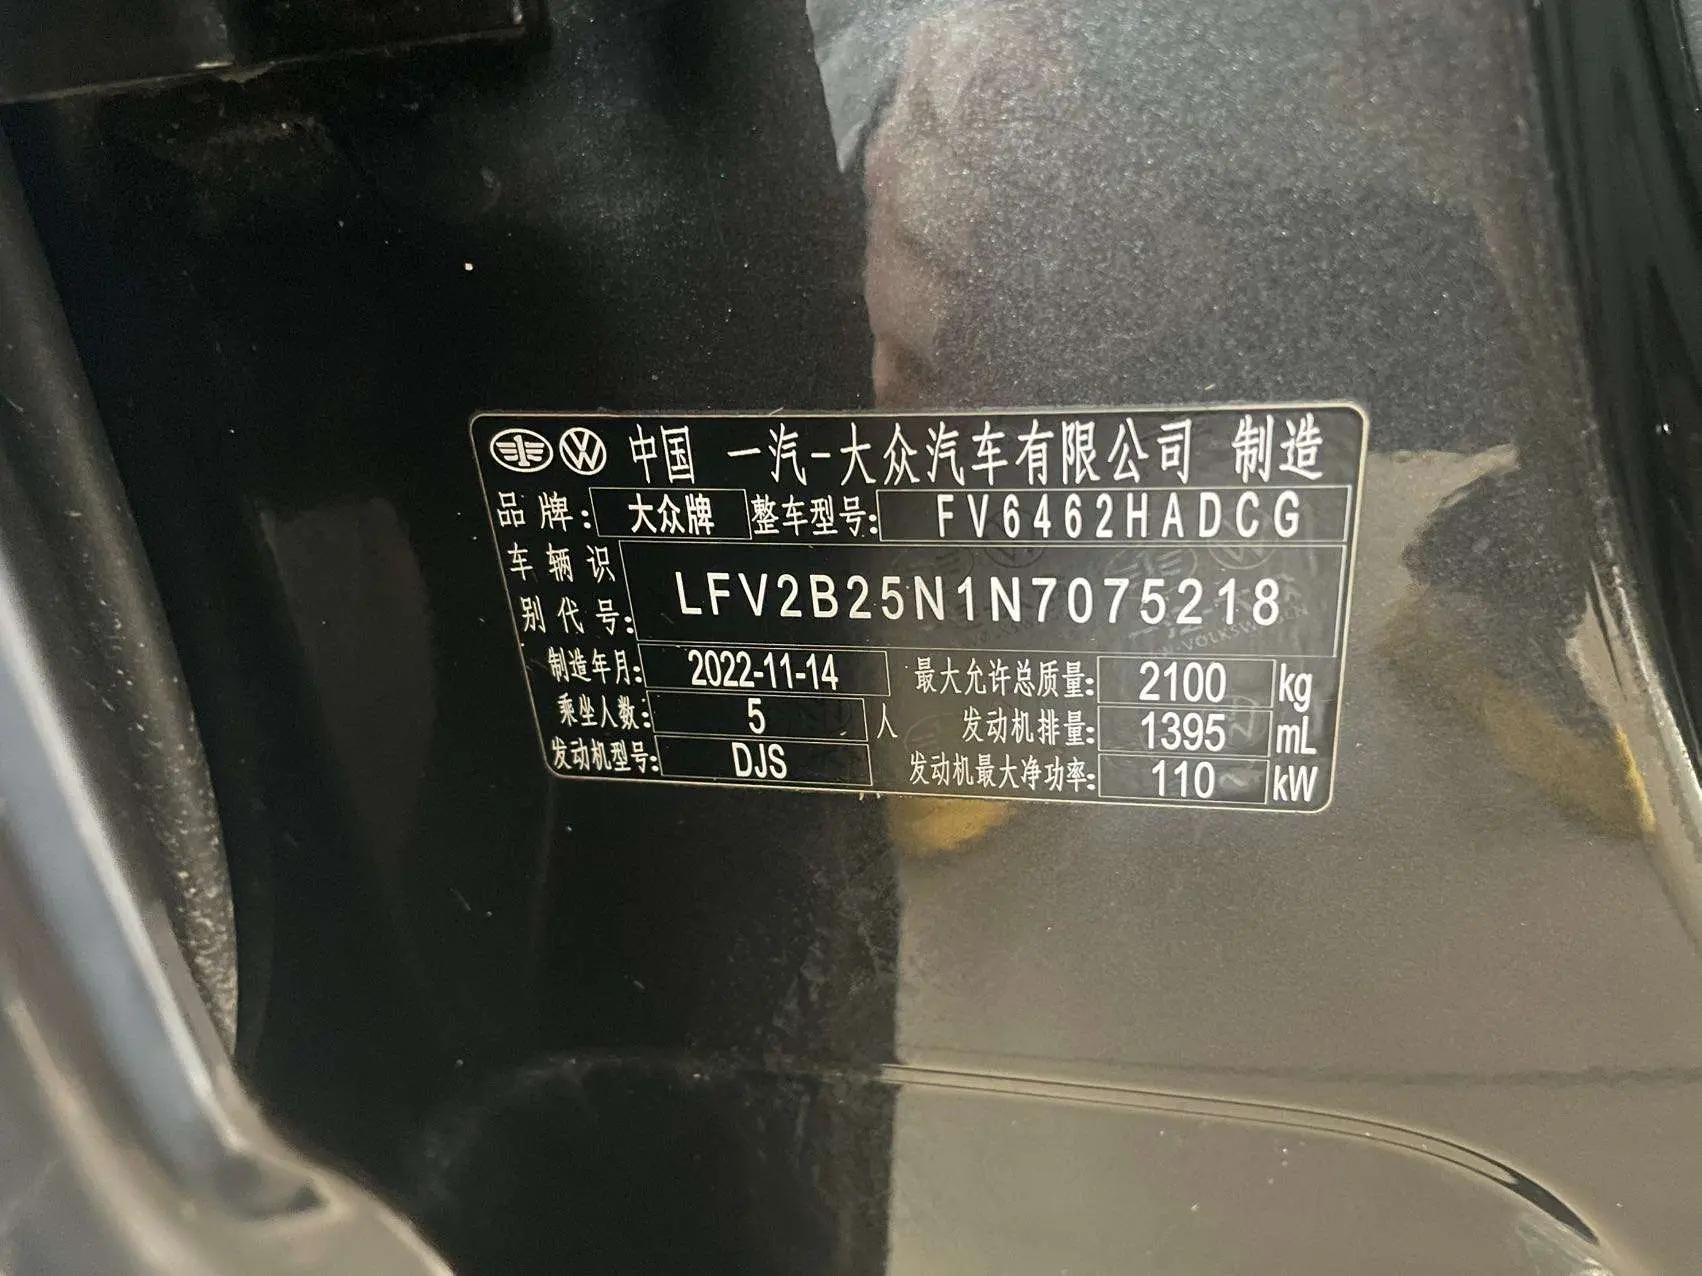 中国 一汽-大众汽车有限公司 制造
品牌: 大众牌 整车型号: FV6462HADCG
车辆识别代号: LFV2B25N1N7075218
制造年月: 2022-11-14 最大允许总质量: 2100 kg
乘坐人数: 5 人 发动机排量: 1395 mL
发动机型号: DJS 发动机最大净功率: 110 kW